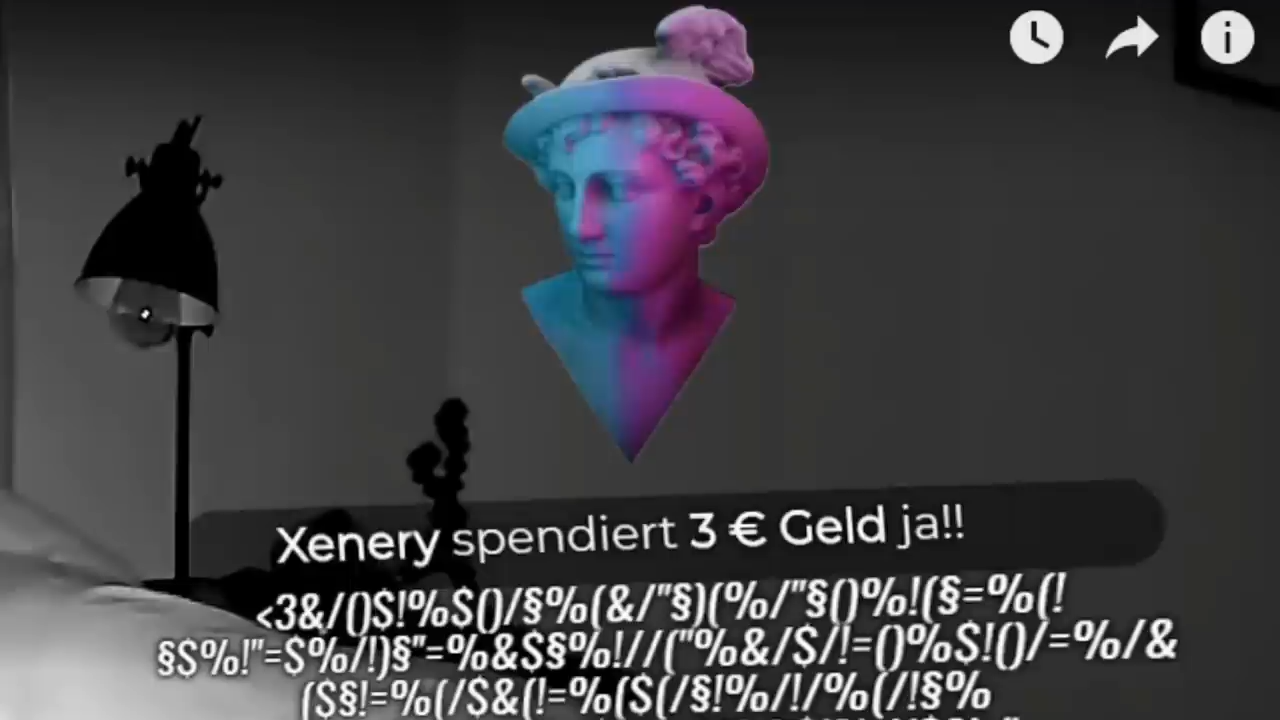 Xenery spendiert 3 € Geld ja!!
<3&/()$!%$()/§%(&/"§)(%/"§()%!(§=%(!
§$%!"=$%/!)§"=%&$§%!//("%&/$/!=()%$!()/=%/&
($§!=%(/$&(!=%($(/§!%/!/%(/!§%